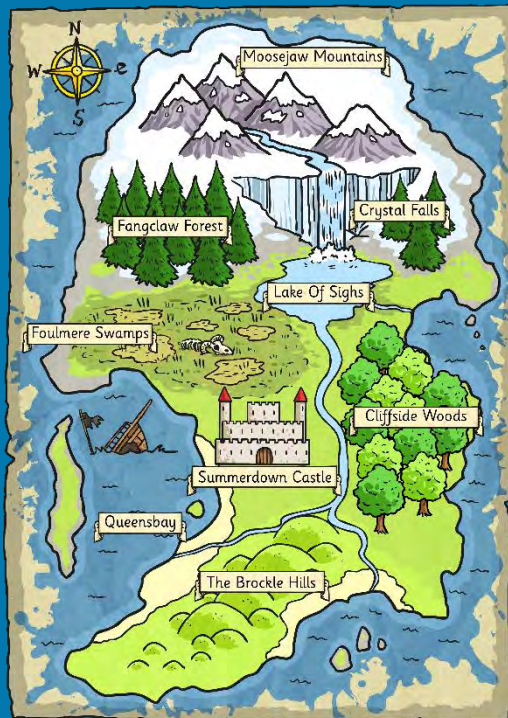 N
W
e
S
Moosejaw Mountains
Crystal Falls
Fangclaw Forest
Lake Of Sighs
Foulmere Swamps
Cliffside Woods
Summerdown Castle
Queensbay
The Brockle Hills